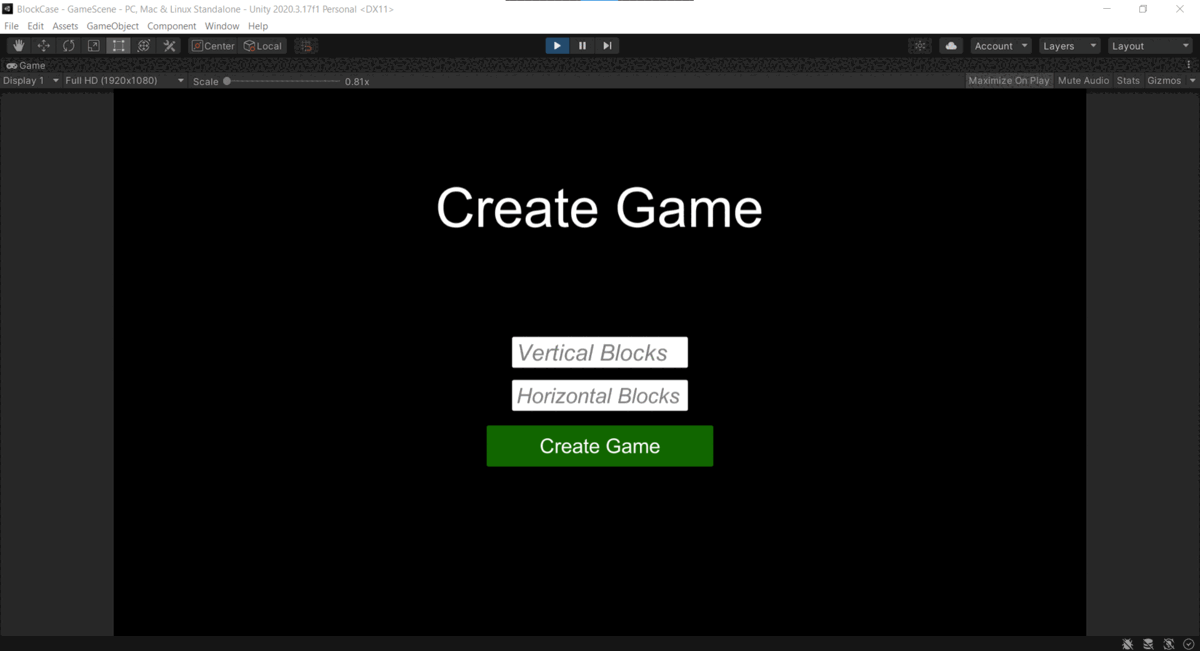 BlockCase - GameScene - PC, Mac & Linux Standalone - Unity 2020.3.17f1 Personal <DX11>
File Edit Assets GameObject Component Window Help
Center Local Account Layers Layout
Game
Display 1 Full HD (1920x1080) Scale 0.81x Maximize On Play Mute Audio Stats Gizmos
Create Game
Vertical Blocks
Horizontal Blocks
Create Game